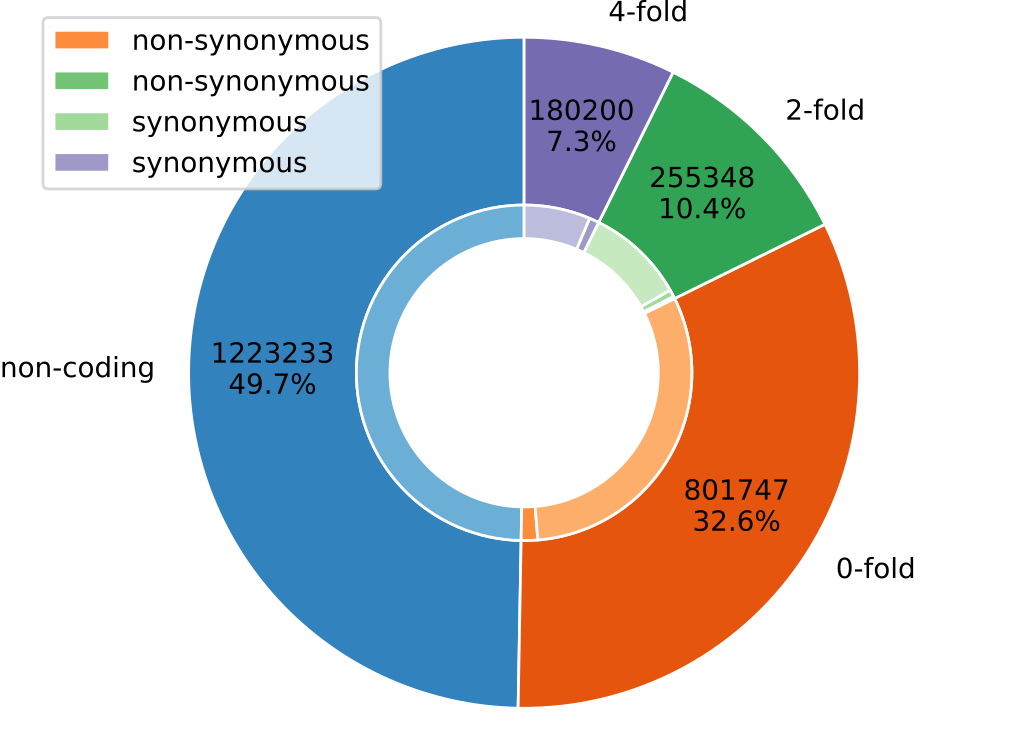 4-fold
non-synonymous
non-synonymous
synonymous
synonymous
180200
7.3%
2-fold
255348
10.4%
non-coding
1223233
49.7%
801747
32.6%
0-fold